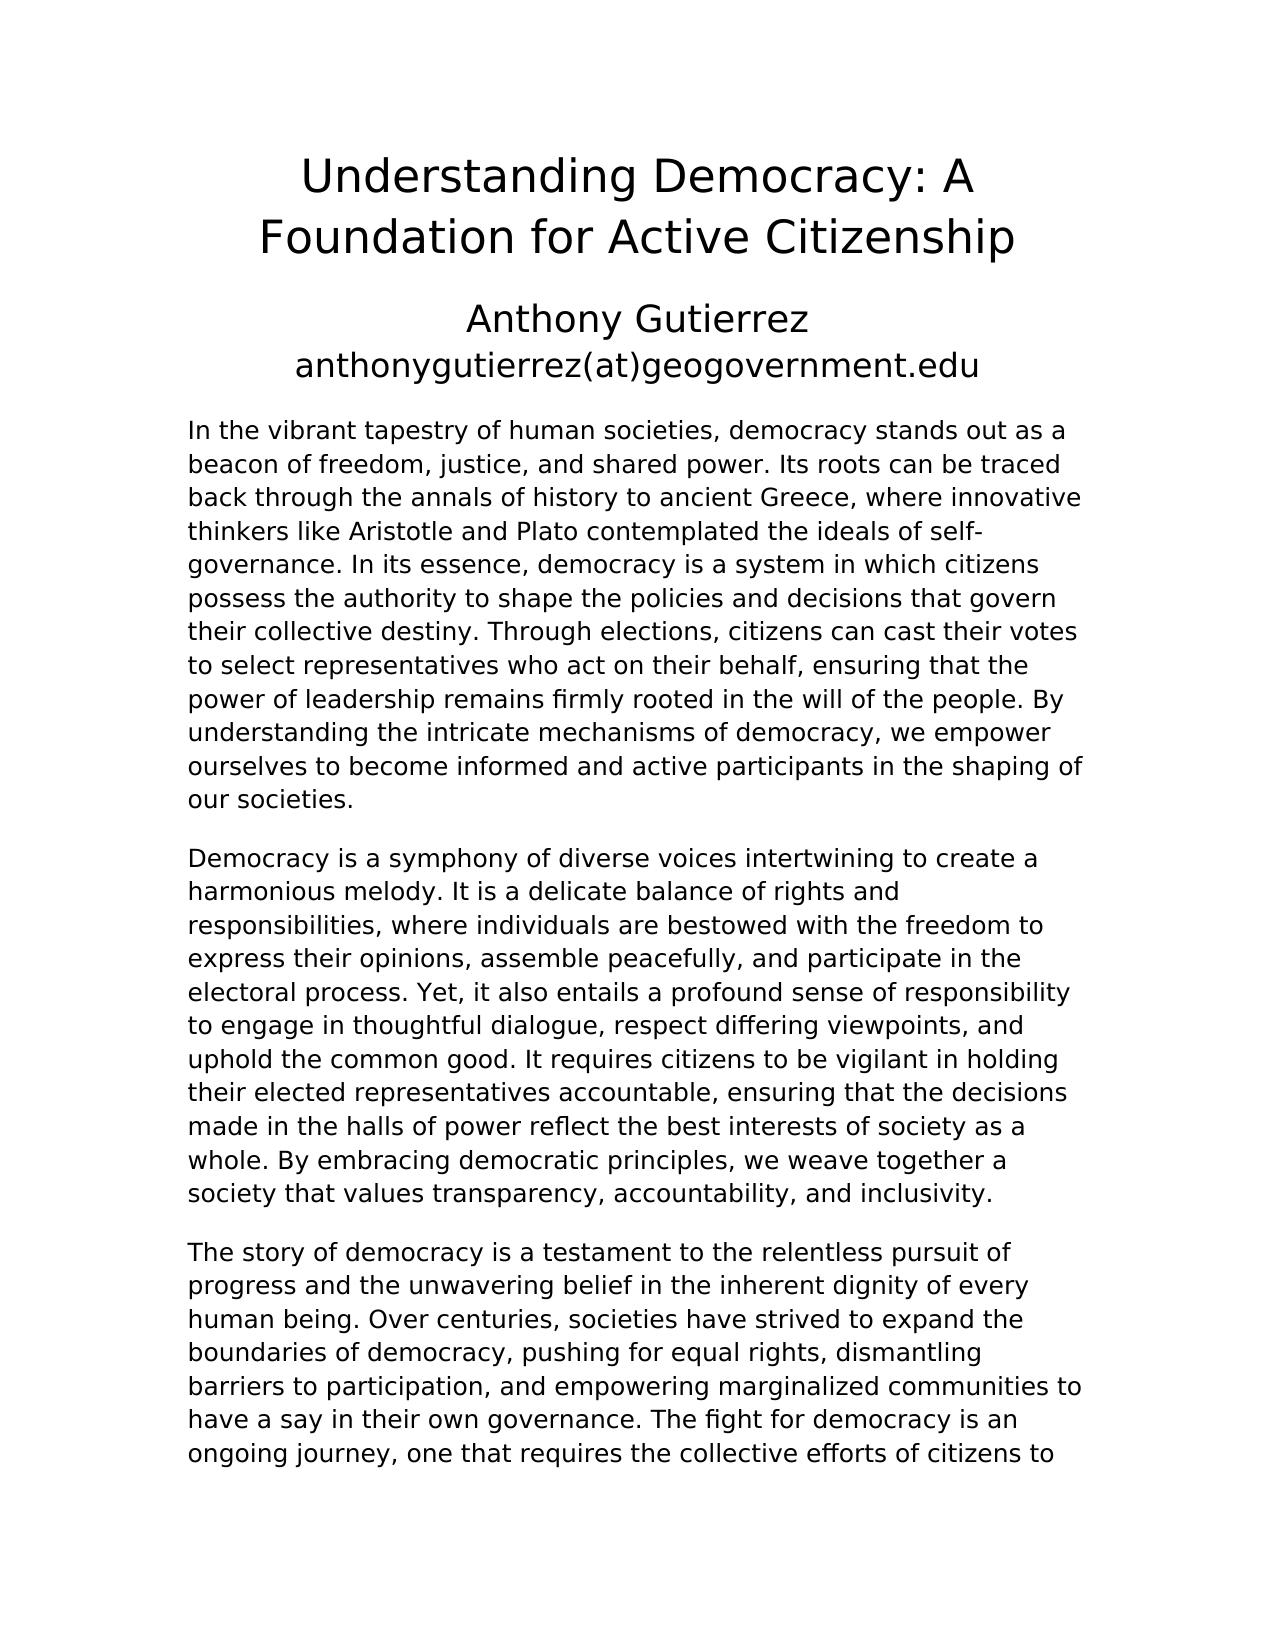 Understanding Democracy: A
Foundation for Active Citizenship
Anthony Gutierrez
anthonygutierrez(at)geogovernment.edu
In the vibrant tapestry of human societies, democracy stands out as a
beacon of freedom, justice, and shared power. Its roots can be traced
back through the annals of history to ancient Greece, where innovative
thinkers like Aristotle and Plato contemplated the ideals of self-
governance. In its essence, democracy is a system in which citizens
possess the authority to shape the policies and decisions that govern
their collective destiny. Through elections, citizens can cast their votes
to select representatives who act on their behalf, ensuring that the
power of leadership remains firmly rooted in the will of the people. By
understanding the intricate mechanisms of democracy, we empower
ourselves to become informed and active participants in the shaping of
our societies.
Democracy is a symphony of diverse voices intertwining to create a
harmonious melody. It is a delicate balance of rights and
responsibilities, where individuals are bestowed with the freedom to
express their opinions, assemble peacefully, and participate in the
electoral process. Yet, it also entails a profound sense of responsibility
to engage in thoughtful dialogue, respect differing viewpoints, and
uphold the common good. It requires citizens to be vigilant in holding
their elected representatives accountable, ensuring that the decisions
made in the halls of power reflect the best interests of society as a
whole. By embracing democratic principles, we weave together a
society that values transparency, accountability, and inclusivity.
The story of democracy is a testament to the relentless pursuit of
progress and the unwavering belief in the inherent dignity of every
human being. Over centuries, societies have strived to expand the
boundaries of democracy, pushing for equal rights, dismantling
barriers to participation, and empowering marginalized communities to
have a say in their own governance. The fight for democracy is an
ongoing journey, one that requires the collective efforts of citizens to